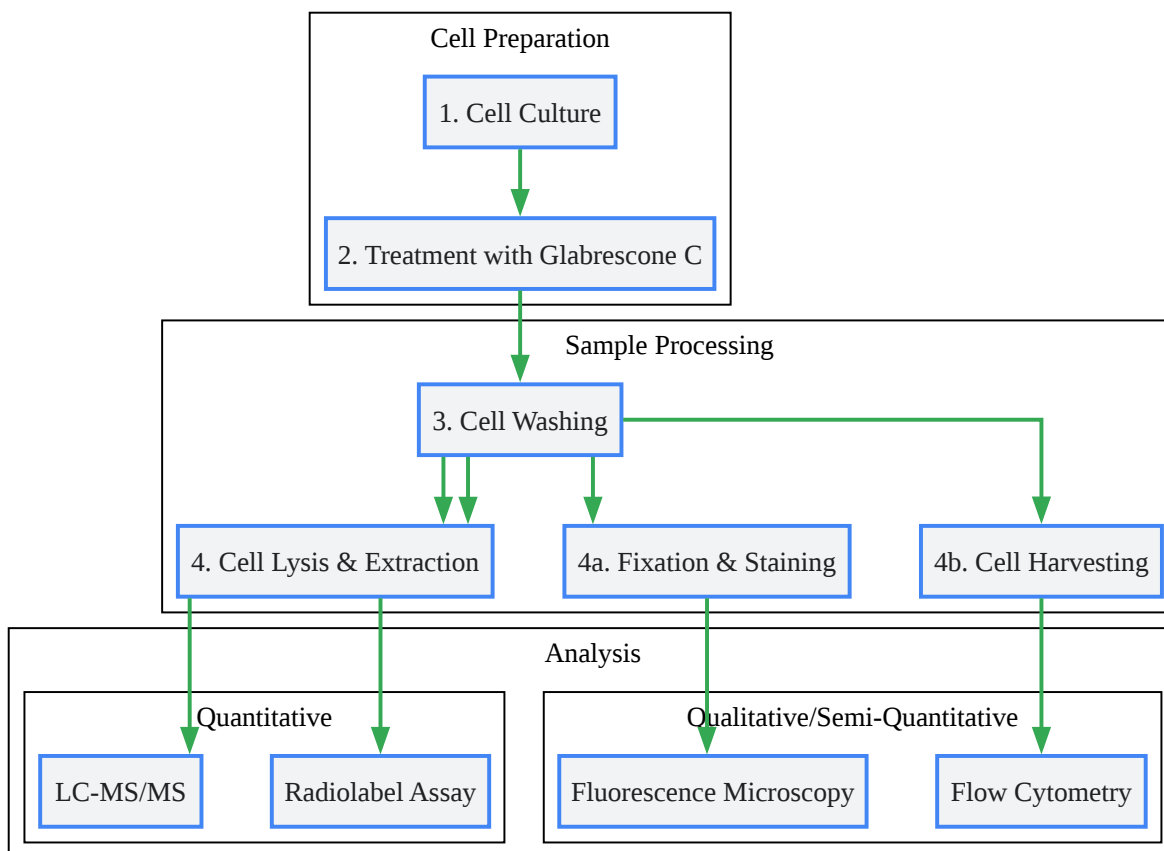 Cell Preparation
1. Cell Culture
2. Treatment with Glabrescone C
Sample Processing
3. Cell Washing
4. Cell Lysis & Extraction
4a. Fixation & Staining
4b. Cell Harvesting
Analysis
Quantitative
Qualitative/Semi-Quantitative
LC-MS/MS
Radiolabel Assay
Fluorescence Microscopy
Flow Cytometry